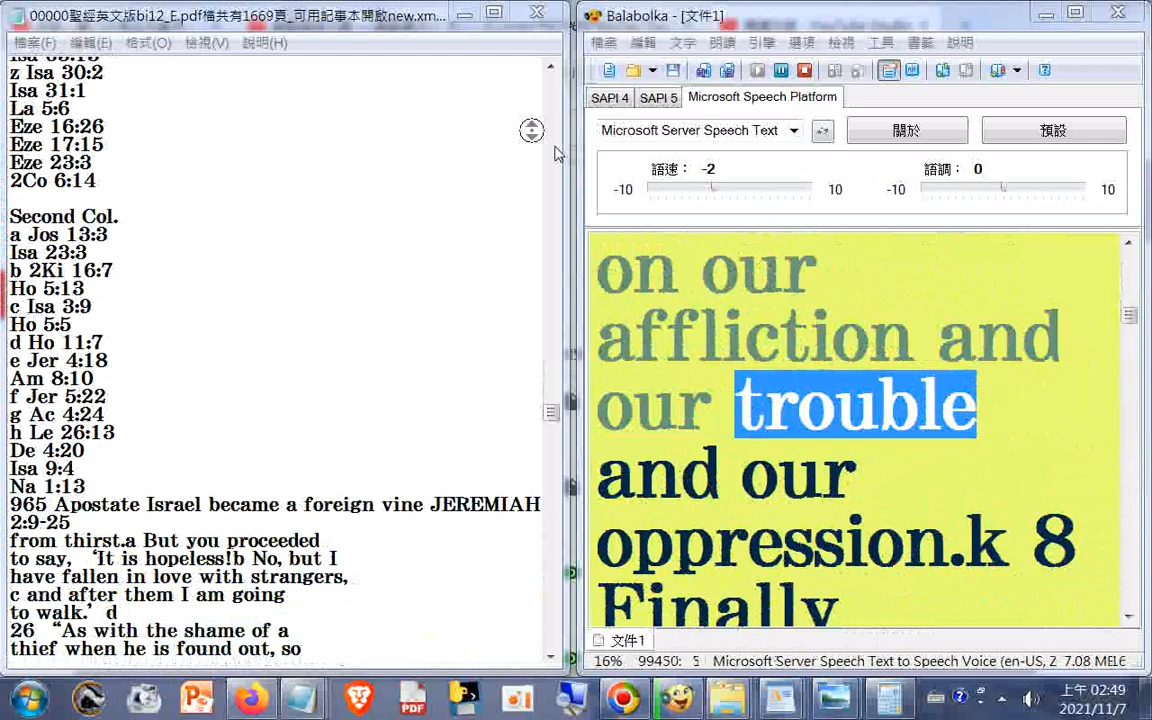 00000聖經英文版bi12_E.pdf檔共有1669頁_可用記事本開啟new.xm...
檔案(F) 編輯(E) 格式(O) 檢視(V) 說明(H)
z Isa 30:2
Isa 31:1
La 5:6
Eze 16:26
Eze 17:15
Eze 23:3
2Co 6:14
Second Col.
a Jos 13:3
Isa 23:3
b 2Ki 16:7
Ho 5:13
c Isa 3:9
Ho 5:5
d Ho 11:7
e Jer 4:18
Am 8:10
f Jer 5:22
g Ac 4:24
h Le 26:13
De 4:20
Isa 9:4
Na 1:13
965 Apostate Israel became a foreign vine JEREMIAH
2:9-25
from thirst.a But you proceeded
to say, ‘It is hopeless!b No, but I
have fallen in love with strangers,
c and after them I am going
to walk.’ d
26 “As with the shame of a
thief when he is found out, so
Balabolka - [文件1]
檔案 編輯 文字 朗讀 引擎 選項 檢視 工具 書籤 說明
SAPI 4 SAPI 5 Microsoft Speech Platform
Microsoft Server Speech Text 關於 預設
語速： -2 語調： 0
-10 10 -10 10
on our
affliction and
our trouble
and our
oppression.k 8
Finally
文件1
16% 99450: Microsoft Server Speech Text to Speech Voice (en-US, 7.08 ME
PDF
上午 02:49
2021/11/7